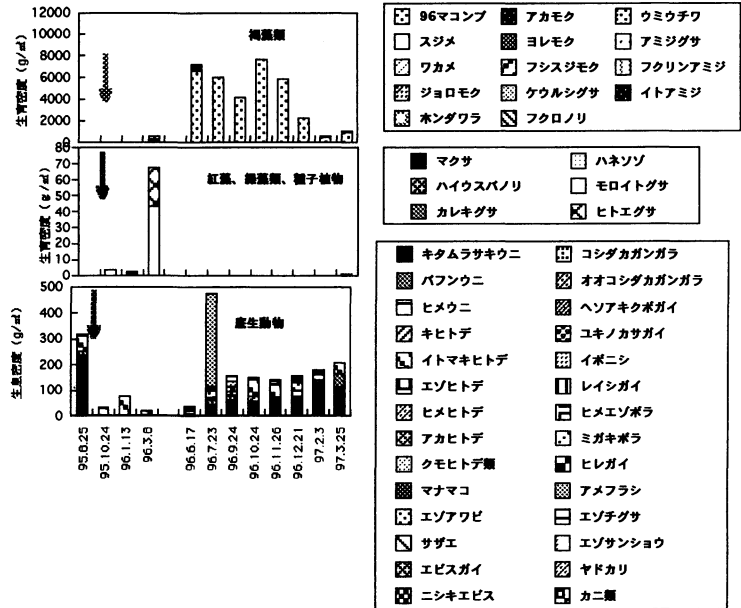 生育密度 (g/㎡)
12000
10000
8000
6000
4000
2000
0
褐藻類
生育密度 (g/㎡)
80
70
60
50
40
30
20
10
0
紅藻、緑藻類、種子植物
生息密度 (g/㎡)
500
400
300
200
100
0
底生動物
95.8.25
95.10.24
96.1.13
96.3.8
96.6.17
96.7.23
96.9.24
96.10.24
96.11.26
96.12.21
97.2.3
97.3.25
96マコンブ アカモク ウミウチワ
スジメ ヨレモク アミジグサ
ワカメ フシスジモク フクリンアミジ
ジョロモク ケウルシグサ イトアミジ
ホンダワラ フクロノリ
マクサ ハネソゾ
ハイウスバノリ モロイトグサ
カレキグサ ヒトエグサ
キタムラサキウニ コシダカガンガラ
バフンウニ オオコシダカガンガラ
ヒメウニ ヘソアキクボガイ
キヒトデ ユキノカサガイ
イトマキヒトデ イボニシ
エゾヒトデ レイシガイ
ヒメヒトデ ヒメエゾボラ
アカヒトデ ミガキボラ
クモヒトデ類 ヒレガイ
マナマコ アメフラシ
エゾアワビ エゾチグサ
サザエ エゾサンショウ
エビスガイ ヤドカリ
ニシキエビス カニ類